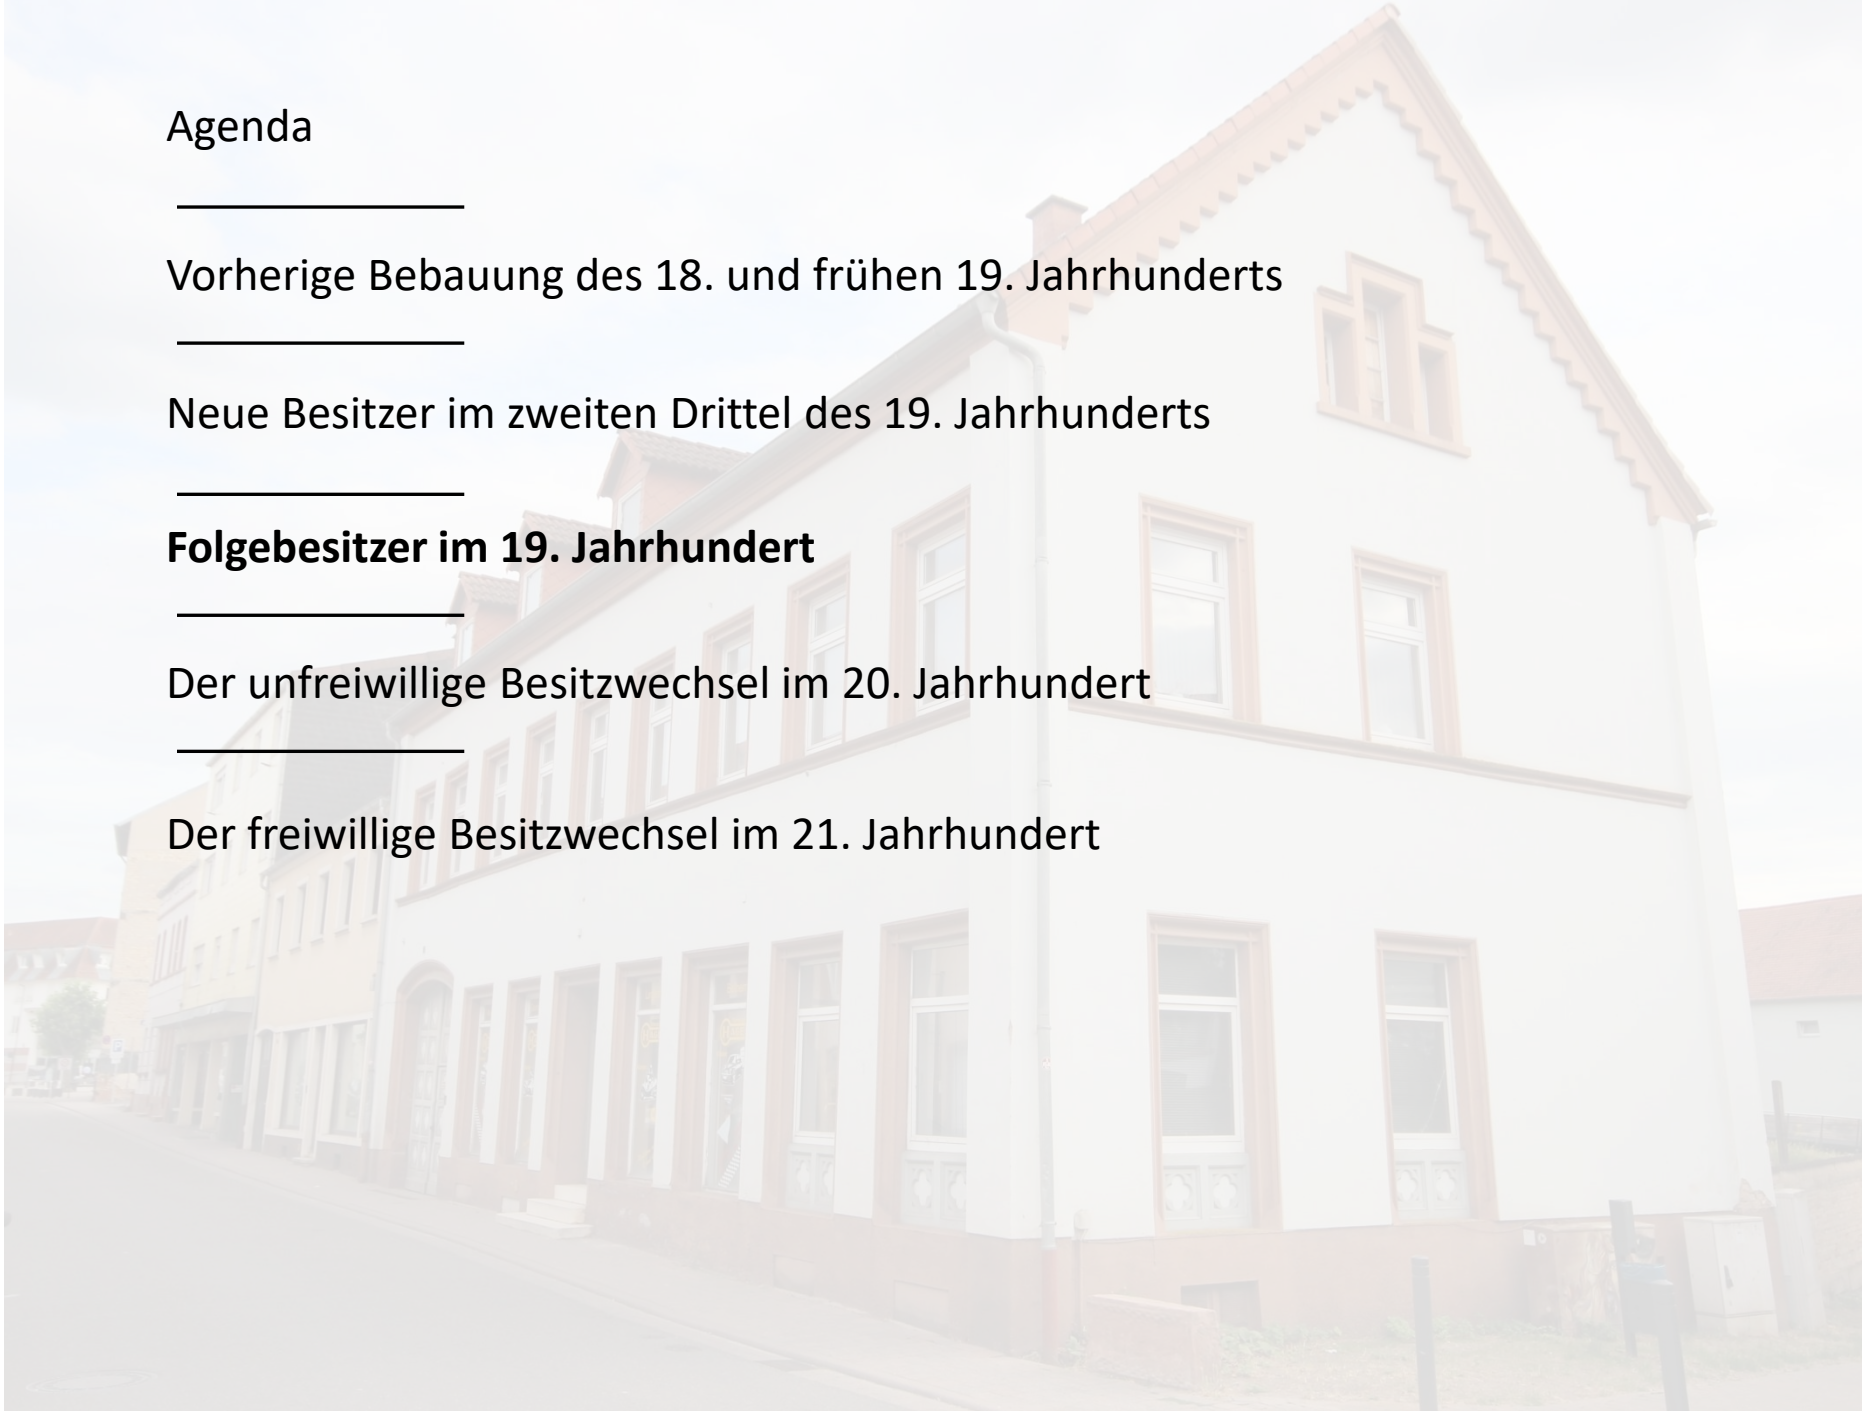 Agenda
Vorherige Bebauung des 18. und frühen 19. Jahrhunderts
Neue Besitzer im zweiten Drittel des 19. Jahrhunderts
Folgebesitzer im 19. Jahrhundert
Der unfreiwillige Besitzwechsel im 20. Jahrhundert
Der freiwillige Besitzwechsel im 21. Jahrhundert